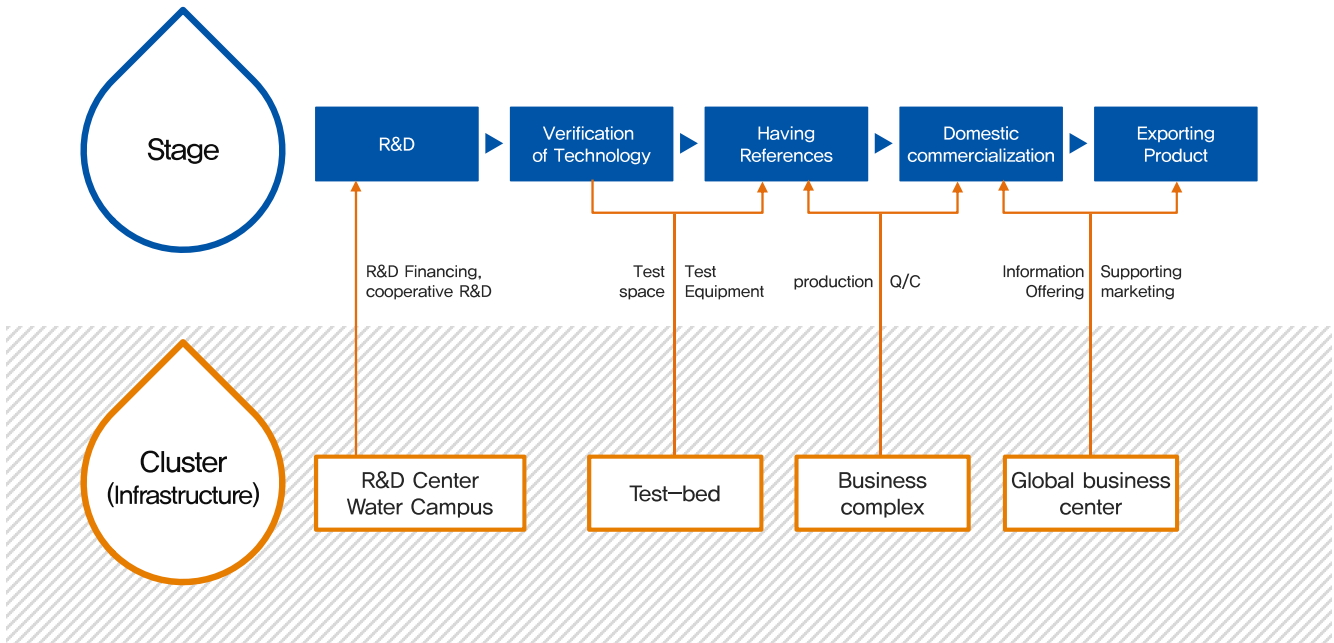 Stage
R&D
Verification
of Technology
Having
References
Domestic
commercialization
Exporting
Product
R&D Financing,
cooperative R&D
Test
space
Test
Equipment
production
Q/C
Information
Offering
Supporting
marketing
Cluster
(Infrastructure)
R&D Center
Water Campus
Test-bed
Business
complex
Global business
center